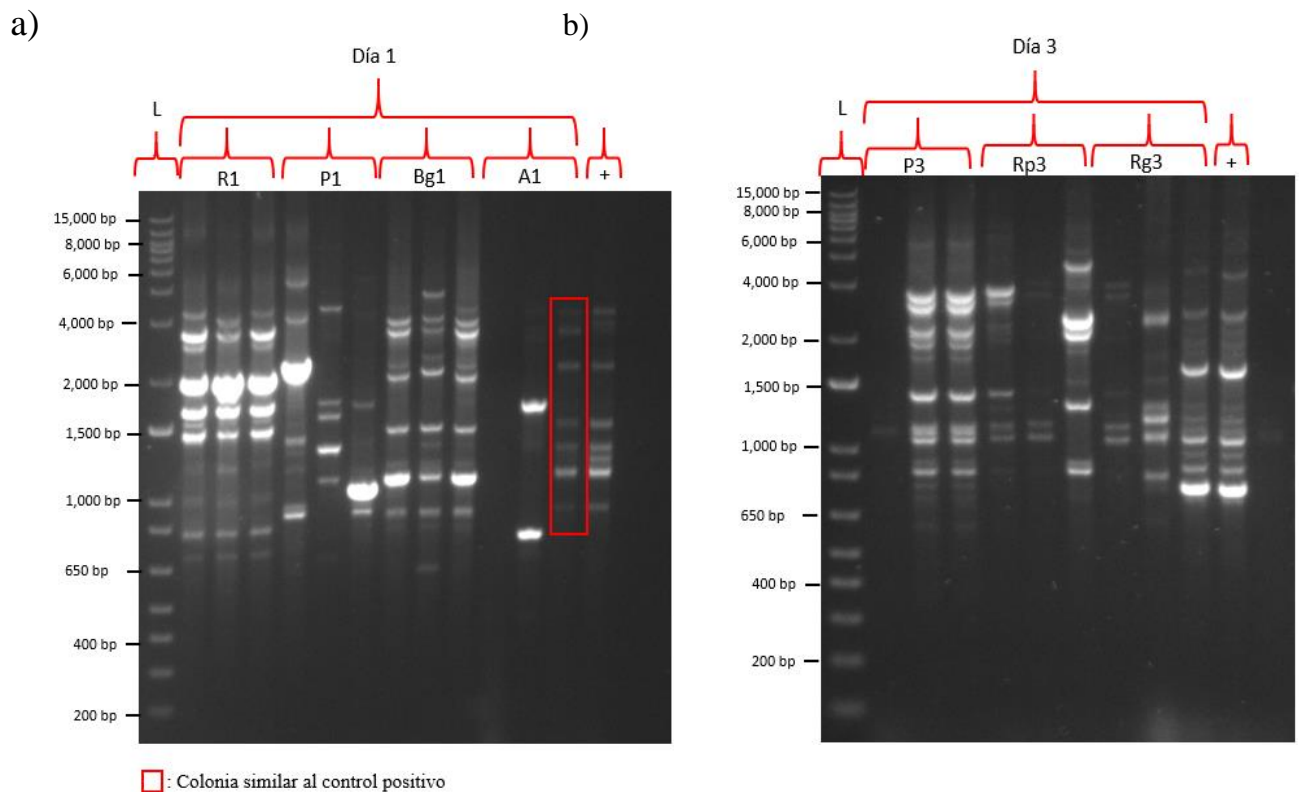 a)
Día 1
L
R1 P1 Bg1 A1 +
15,000 bp
8,000 bp
6,000 bp
4,000 bp
2,000 bp
1,500 bp
1,000 bp
650 bp
400 bp
200 bp
: Colonia similar al control positivo
b)
Día 3
L
P3 Rp3 Rg3 +
15,000 bp
8,000 bp
6,000 bp
4,000 bp
2,000 bp
1,500 bp
1,000 bp
650 bp
400 bp
200 bp